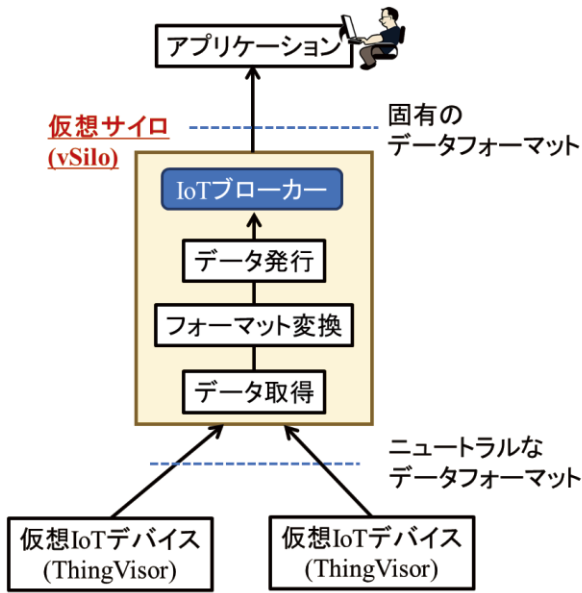 アプリケーション
仮想サイロ
(vSilo)
固有の
データフォーマット
IoTブローカー
データ発行
フォーマット変換
データ取得
ニュートラルな
データフォーマット
仮想IoTデバイス
(ThingVisor)
仮想IoTデバイス
(ThingVisor)